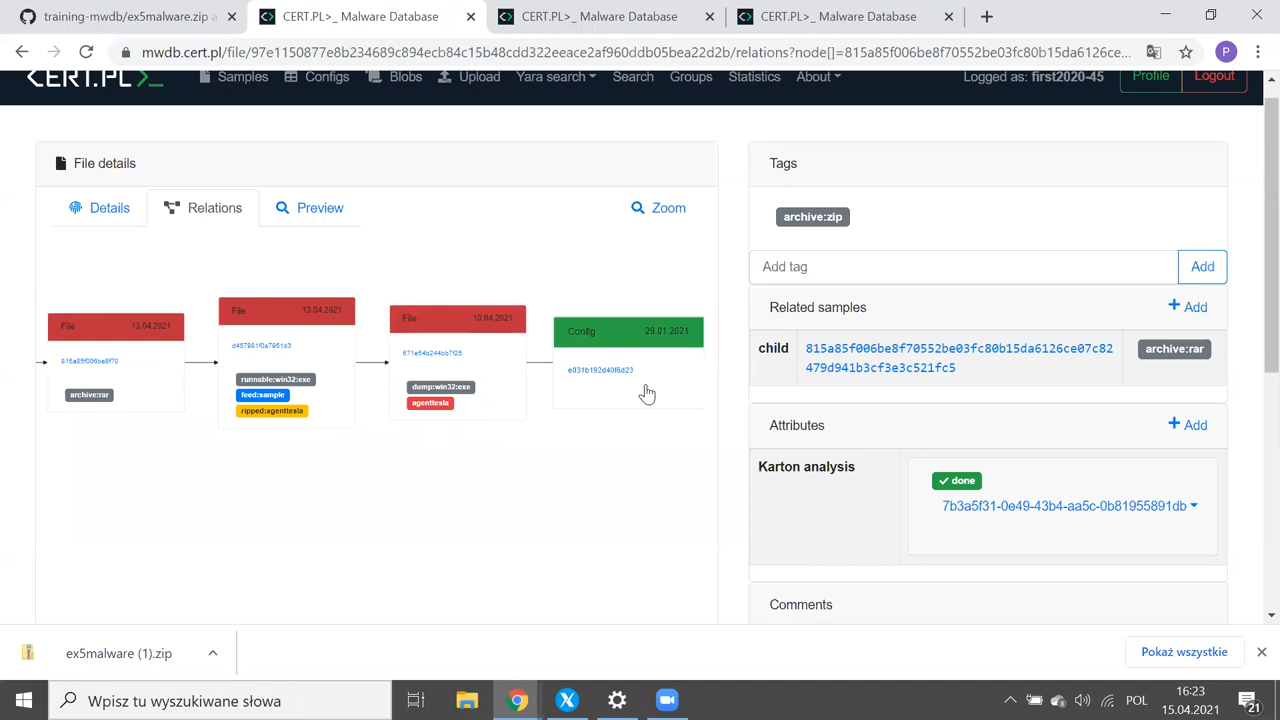 training-mwdb/ex5malware.zip a
CERT.PL>_ Malware Database
CERT.PL>_ Malware Database
CERT.PL>_ Malware Database
mwdb.cert.pl/file/97e1150877e8b234689c894ecb84c15b48cdb322eeace2af960ddb05bea22d2b/relations?node[]=815a85f006be8f70552be03fc80b15da6126ce...
P
CERT.PL>_
Samples
Configs
Blobs
Upload
Yara search
Search
Groups
Statistics
About
Logged as: first2020-45
Profile
Logout
File details
Details
Relations
Preview
Zoom
File 13.04.2021
815a85f006be8f70
archive:rar
File 13.04.2021
d457981f0a7951d3
runnable:win32:exe
feed:sample
ripped:agenttesla
File 10.04.2021
671e54b244bb7f25
dump:win32:exe
agenttesla
Config 29.01.2021
e031b192d40f6d23
Tags
archive:zip
Add tag
Add
Related samples
Add
child
815a85f006be8f70552be03fc80b15da6126ce07c82
479d941b3cf3e3c521fc5
archive:rar
Attributes
Add
Karton analysis
done
7b3a5f31-0e49-43b4-aa5c-0b81955891db
Comments
ex5malware (1).zip
Pokaż wszystkie
Wpisz tu wyszukiwane słowa
POL
16:23
15.04.2021
21